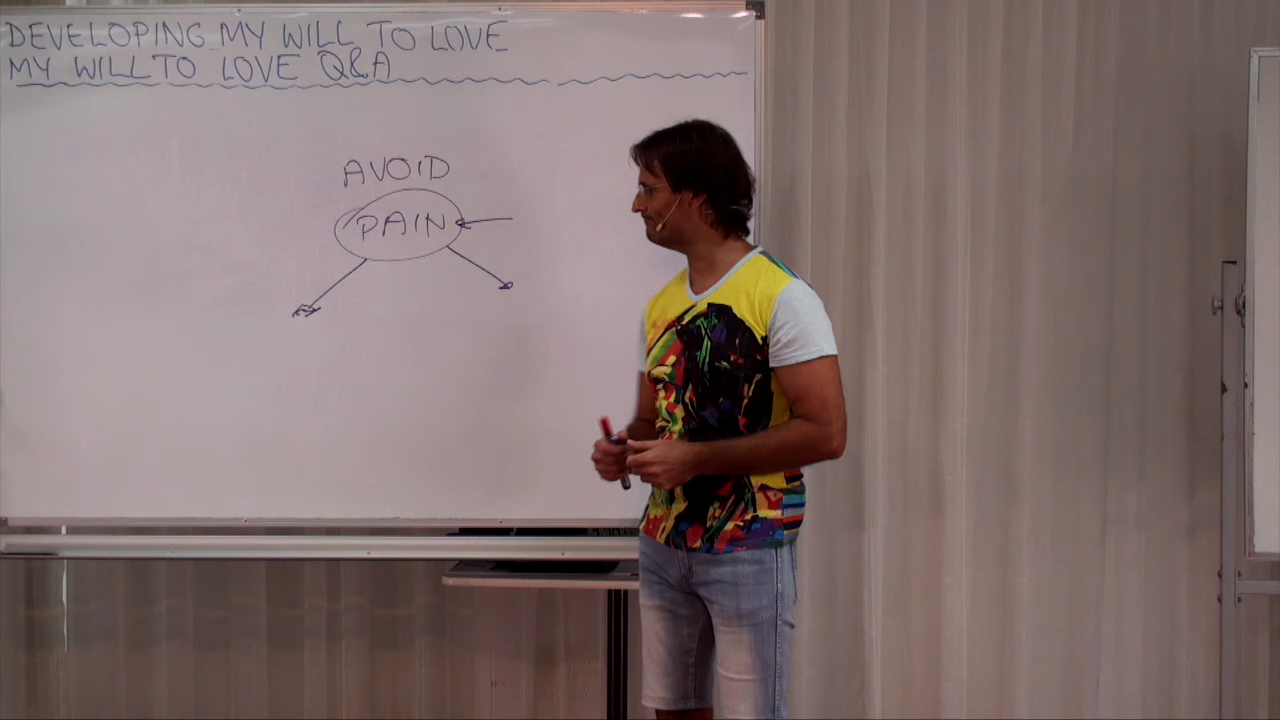 DEVELOPING MY WILL TO LOVE
MY WILL TO LOVE Q&A
AVOID
PAIN